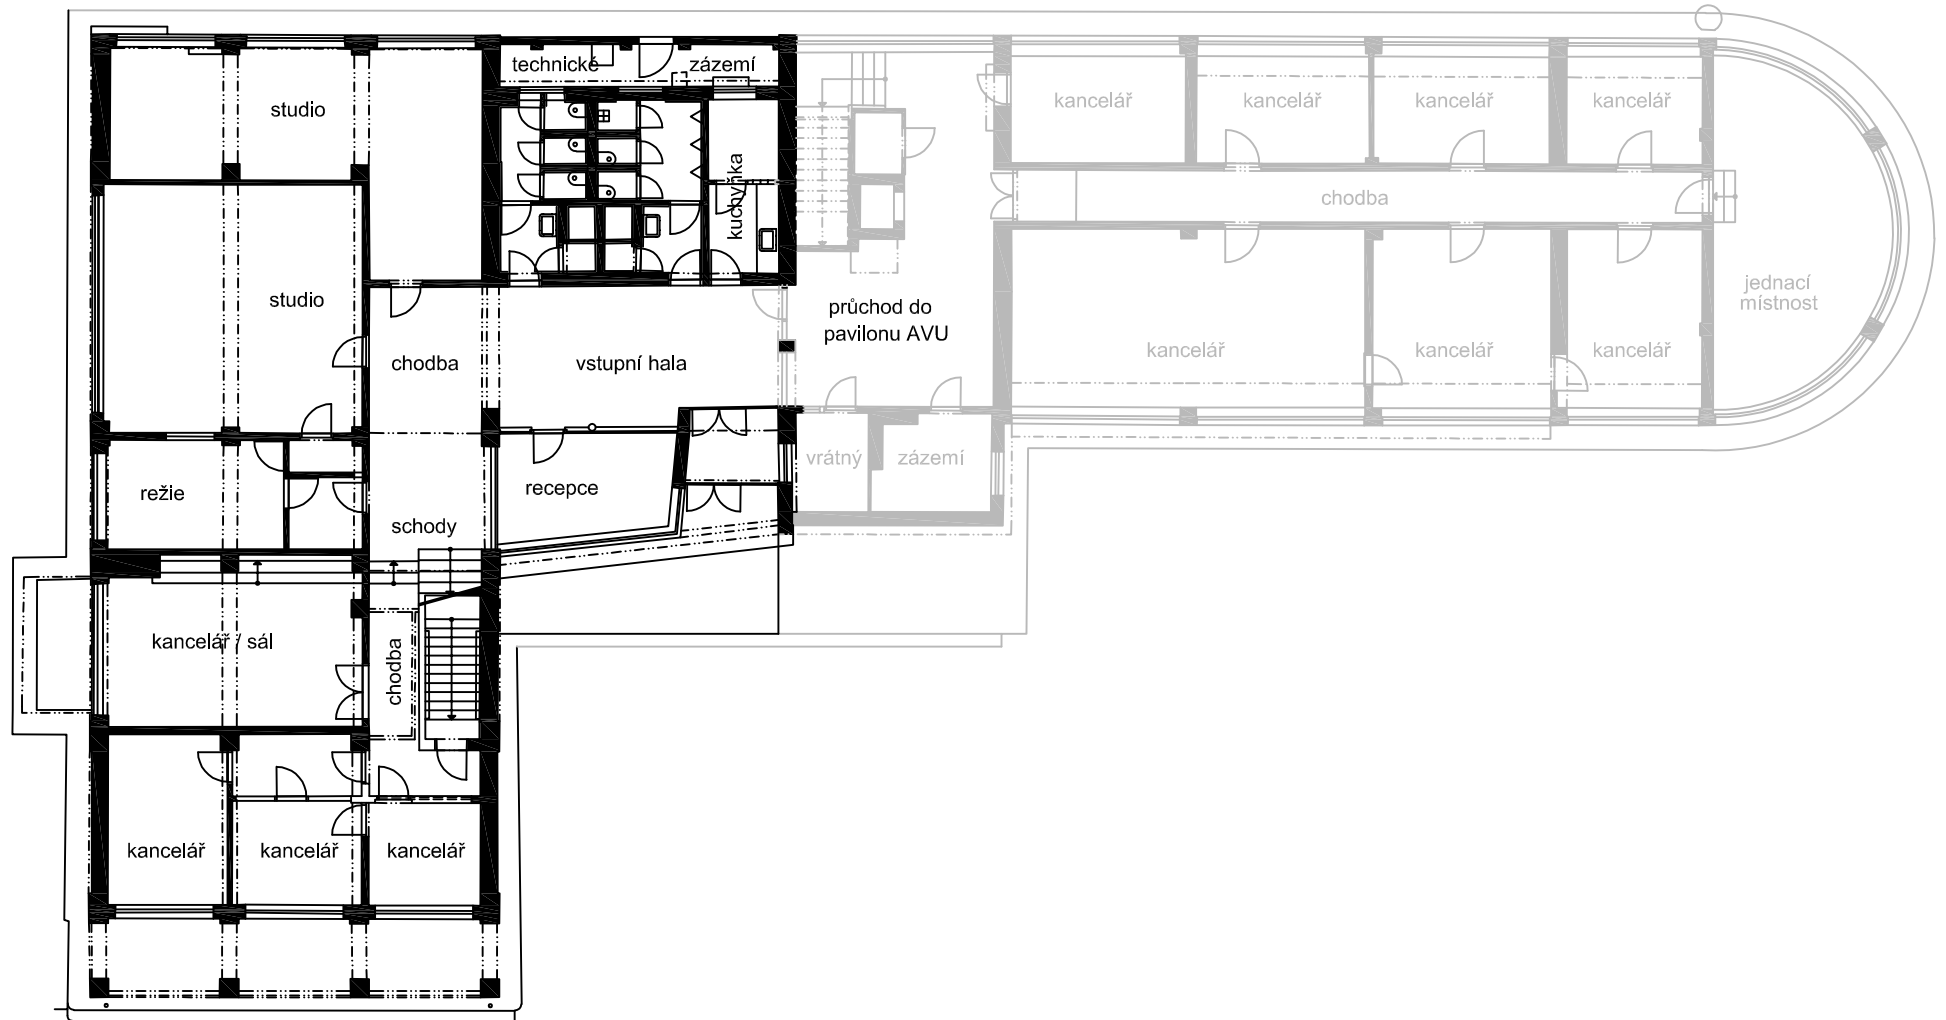 technické zázemí
studio
kancelář kancelář kancelář kancelář
kuchyňka
chodba
studio
průchod do
pavilonu AVU
jednací
místnost
chodba
vstupní hala
kancelář kancelář kancelář
vrátný
zázemí
režie
recepce
schody
kancelář / sál
chodba
kancelář kancelář kancelář